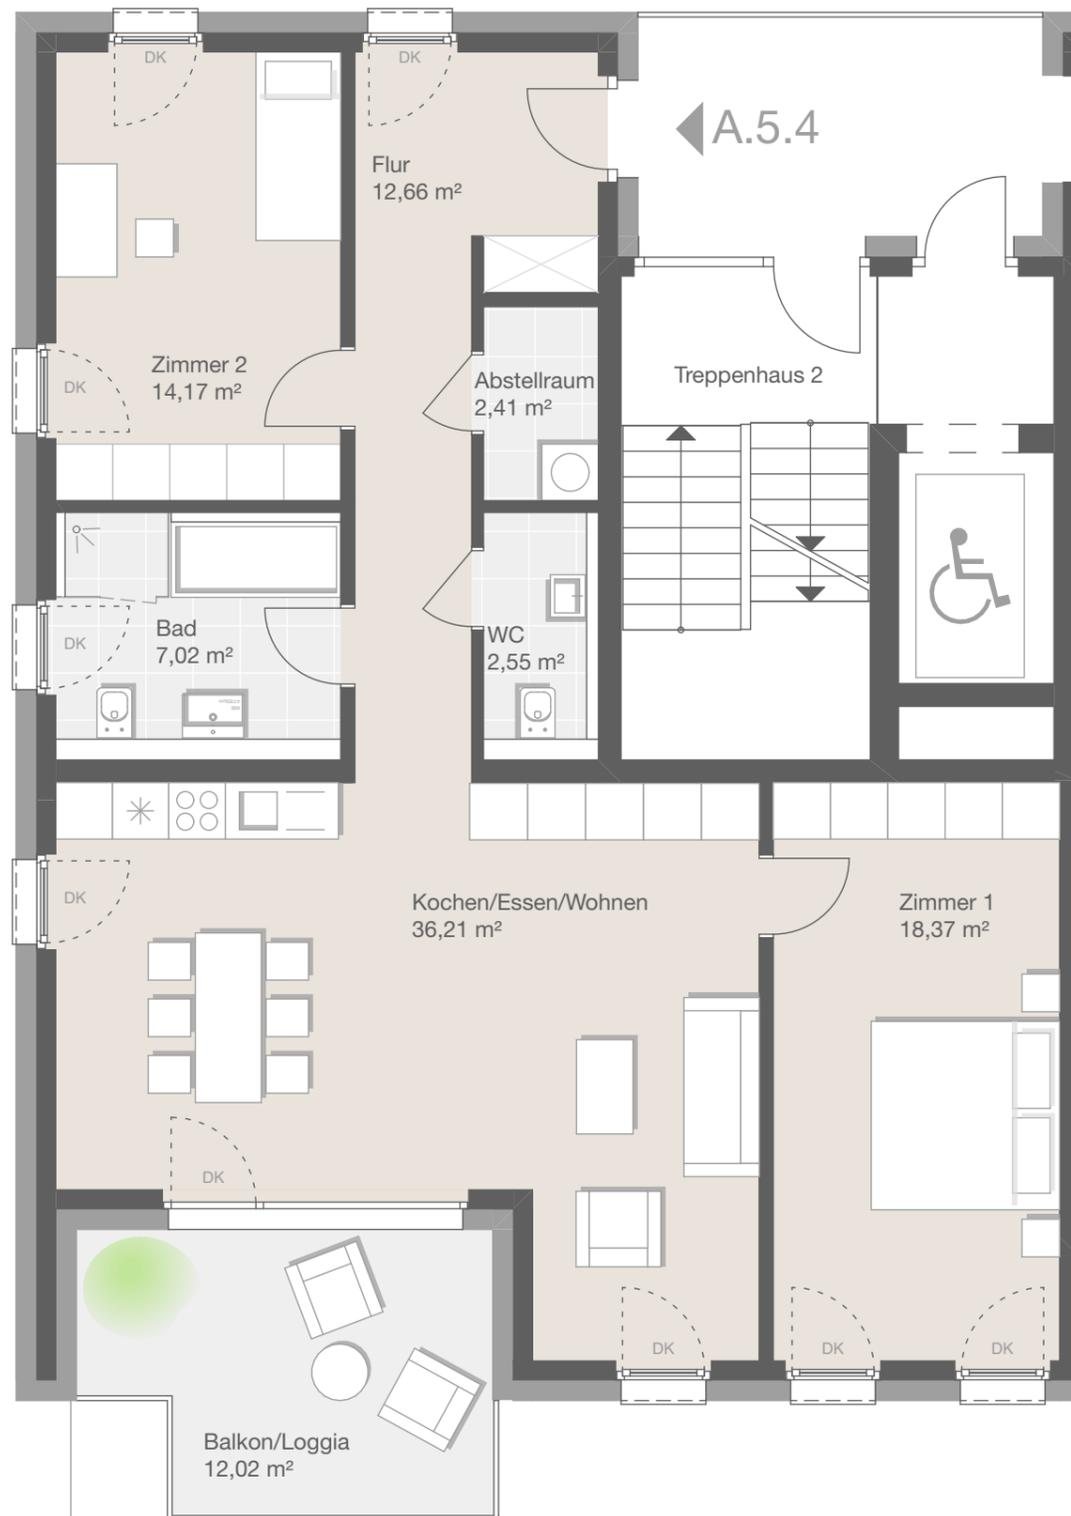 DK
DK
A.5.4
Flur
12,66 m²
Zimmer 2
14,17 m²
DK
Abstellraum
2,41 m²
Treppenhaus 2
Bad
7,02 m²
DK
WC
2,55 m²
DK
Kochen/Essen/Wohnen
36,21 m²
Zimmer 1
18,37 m²
DK
DK
DK
DK
Balkon/Loggia
12,02 m²